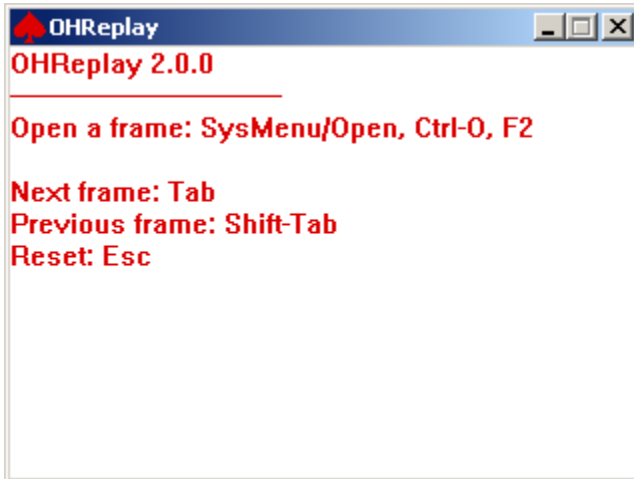 OHReplay
OHReplay 2.0.0
Open a frame: SysMenu/Open, Ctrl-O, F2
Next frame: Tab
Previous frame: Shift-Tab
Reset: Esc